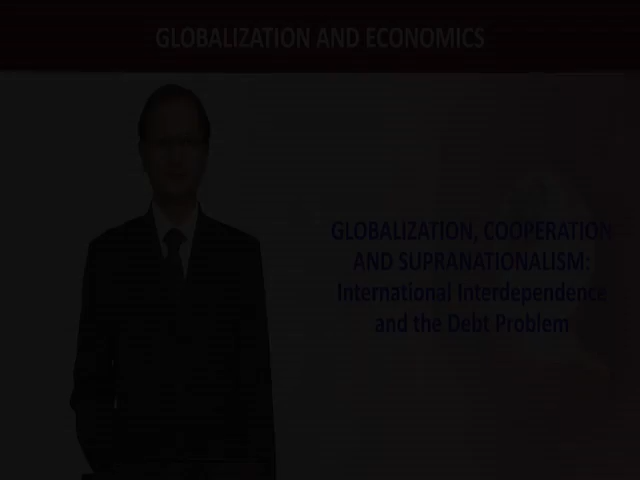 GLOBALIZATION AND ECONOMICS
GLOBALIZATION, COOPERATION
AND SUPRANATIONALISM:
International Interdependence
and the Debt Problem